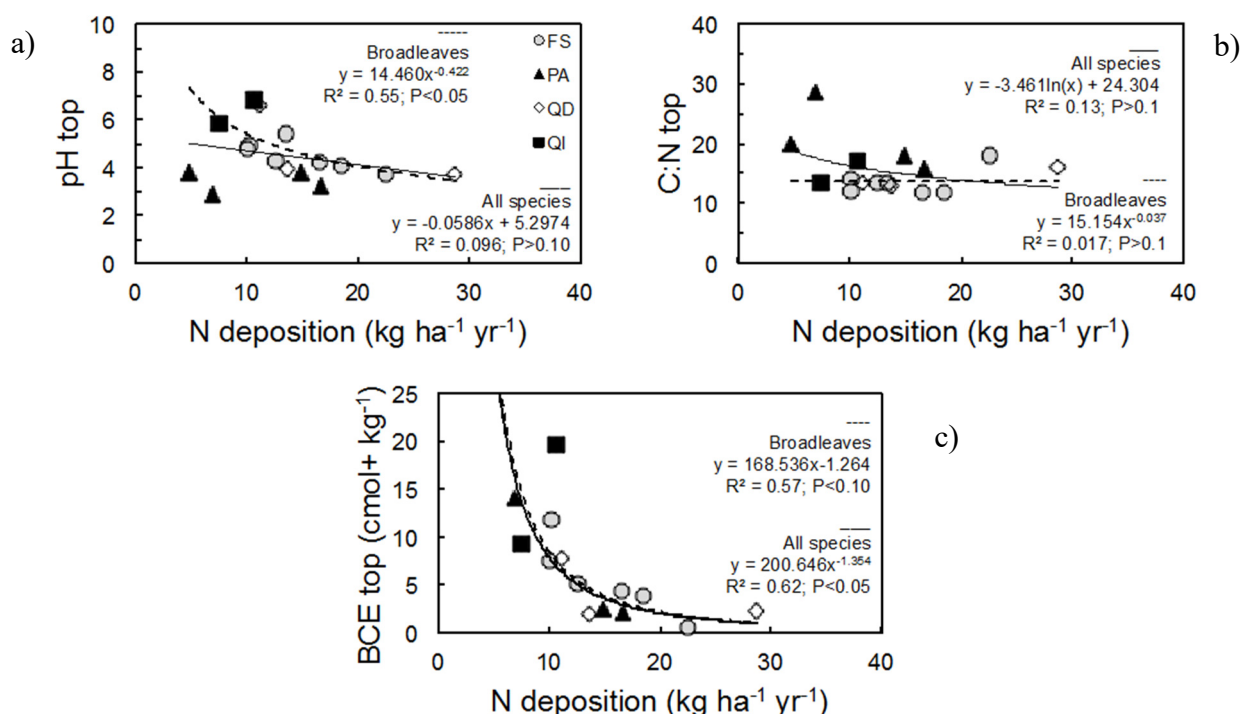 a)
10
8
6
4
2
0
pH top
-----
Broadleaves
y = 14.460x⁻⁰·⁴²²
R² = 0.55; P<0.05
FS
PA
QD
QI
All species
y = -0.0586x + 5.2974
R² = 0.096; P>0.10
0 10 20 30 40
N deposition (kg ha⁻¹ yr⁻¹)
b)
40
30
20
10
0
C:N top
All species
y = -3.461ln(x) + 24.304
R² = 0.13; P>0.1
Broadleaves
y = 15.154x⁻⁰·⁰³⁷
R² = 0.017; P>0.1
0 10 20 30 40
N deposition (kg ha⁻¹ yr⁻¹)
c)
25
20
15
10
5
0
BCE top (cmol+ kg⁻¹)
Broadleaves
y = 168.536x-1.264
R² = 0.57; P<0.10
All species
y = 200.646x⁻¹·³⁵⁴
R² = 0.62; P<0.05
0 10 20 30 40
N deposition (kg ha⁻¹ yr⁻¹)